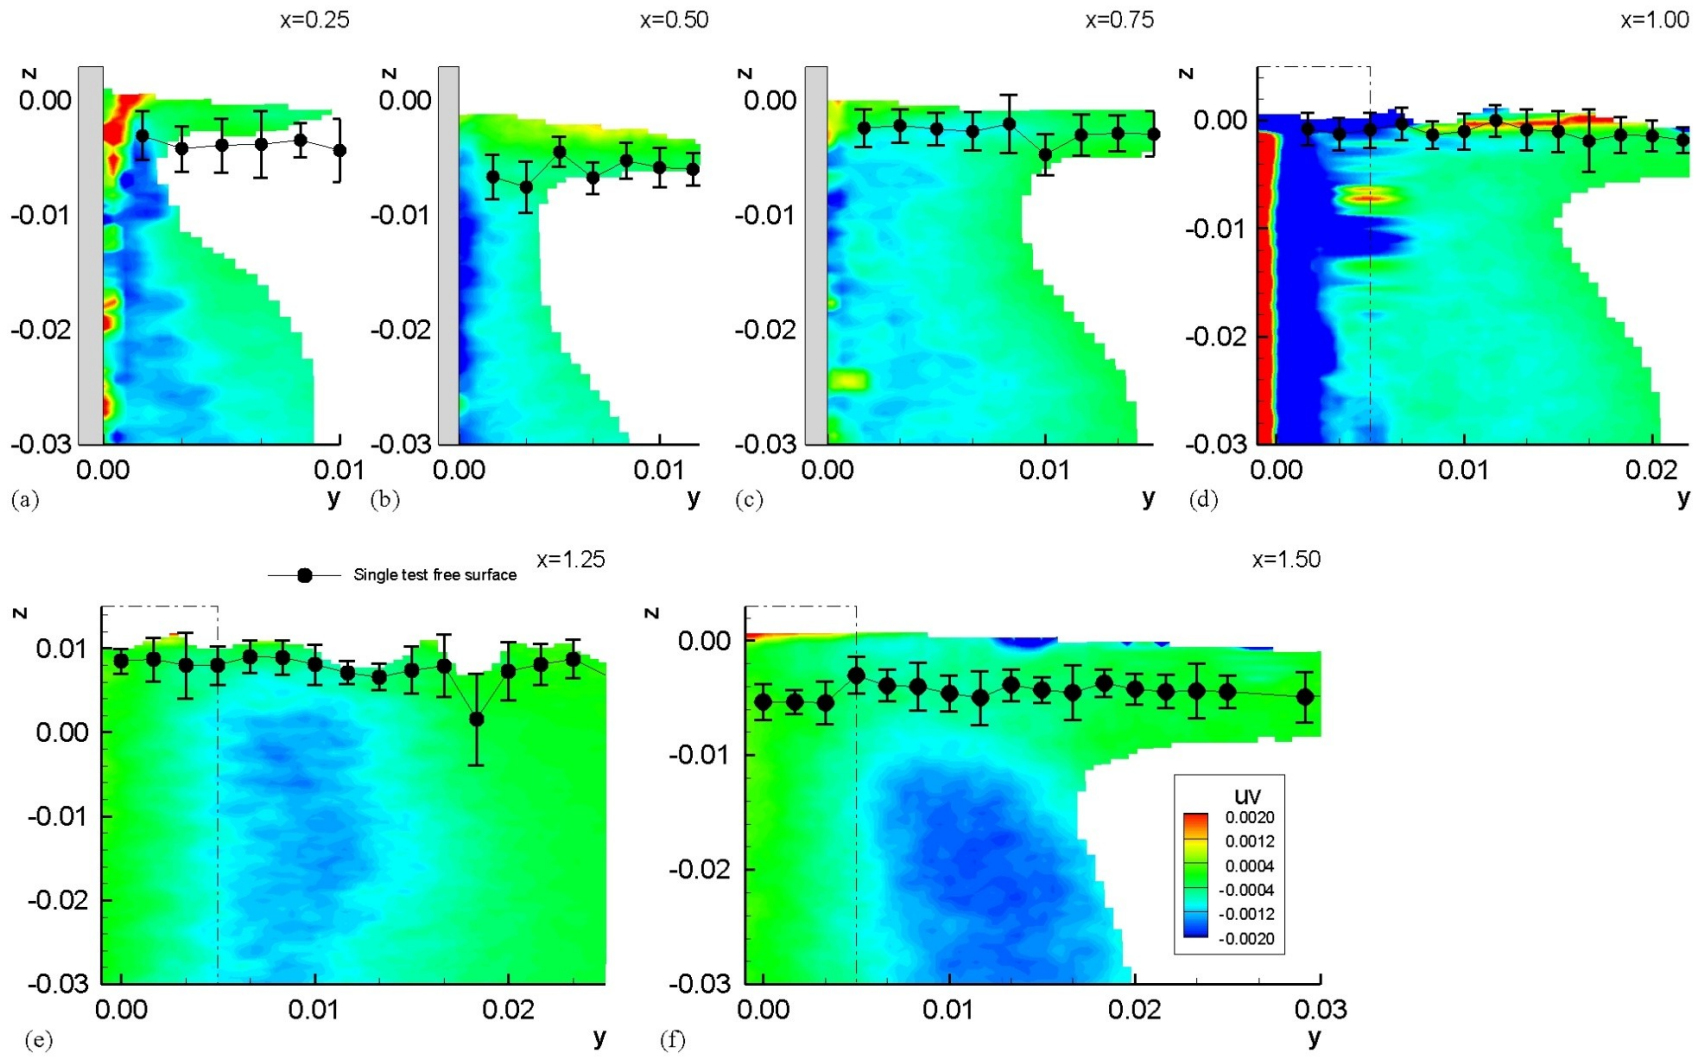 x=0.25
x=0.50
x=0.75
x=1.00
z
0.00
-0.01
-0.02
-0.03
0.00
0.01
(a)
y
z
0.00
-0.01
-0.02
-0.03
0.00
0.01
(b)
y
z
0.00
-0.01
-0.02
-0.03
0.00
0.01
(c)
y
z
0.00
-0.01
-0.02
-0.03
0.00
0.01
0.02
(d)
y
x=1.25
Single test free surface
z
0.01
0.00
-0.01
-0.02
-0.03
0.00
0.01
0.02
(e)
y
x=1.50
z
0.00
-0.01
-0.02
-0.03
0.00
0.01
0.02
0.03
(f)
y
uv
0.0020
0.0012
0.0004
-0.0004
-0.0012
-0.0020